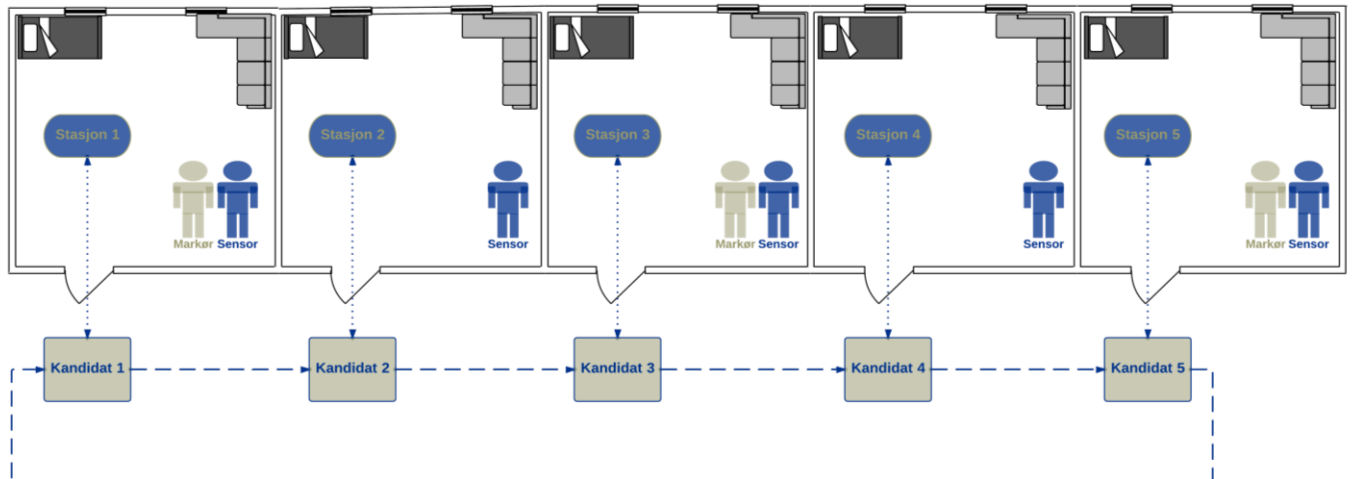 Stasjon 1
Stasjon 2
Stasjon 3
Stasjon 4
Stasjon 5
Markør Sensor
Sensor
Markør Sensor
Sensor
Markør Sensor
Kandidat 1
Kandidat 2
Kandidat 3
Kandidat 4
Kandidat 5